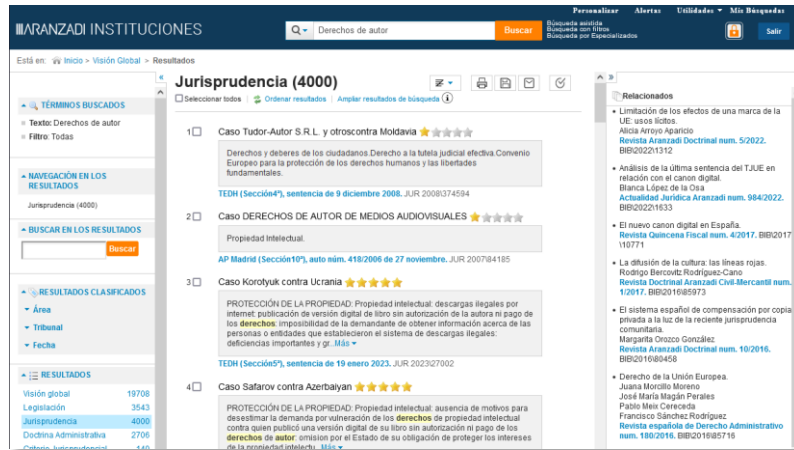 Personalizar Alertas Utilidades Mis Búsquedas
ARANZADI INSTITUCIONES
Derechos de autor
Buscar
Búsqueda asistida
Búsqueda con filtros
Búsqueda por Especializados
Salir
Está en: Inicio > Visión Global > Resultados
TÉRMINOS BUSCADOS
Texto: Derechos de autor
Filtro: Todas
NAVEGACIÓN EN LOS
RESULTADOS
Jurisprudencia (4000)
BUSCAR EN LOS RESULTADOS
Buscar
RESULTADOS CLASIFICADOS
Área
Tribunal
Fecha
RESULTADOS
Visión global 19708
Legislación 3543
Jurisprudencia 4000
Doctrina Administrativa 2706
Criterio Jurisprudencial 140
Jurisprudencia (4000)
Seleccionar todos Ordenar resultados Ampliar resultados de búsqueda
1 Caso Tudor-Autor S.R.L. y otroscontra Moldavia
Derechos y deberes de los ciudadanos.Derecho a la tutela judicial efectiva.Convenio
Europeo para la protección de los derechos humanos y las libertades
fundamentales.
TEDH (Sección4ª), sentencia de 9 diciembre 2008. JUR 2008\374594
2 Caso DERECHOS DE AUTOR DE MEDIOS AUDIOVISUALES
Propiedad Intelectual.
AP Madrid (Sección10ª), auto núm. 418/2006 de 27 noviembre. JUR 2007\84185
3 Caso Korotyuk contra Ucrania
PROTECCIÓN DE LA PROPIEDAD: Propiedad intelectual: descargas ilegales por
internet: publicación de versión digital de su libro sin autorización de la autora ni pago de
los derechos: imposibilidad de la demandante de obtener información acerca de las
personas o entidades que establecieron el sistema de descargas ilegales:
deficiencias importantes y gr...Más
TEDH (Sección5ª), sentencia de 19 enero 2023. JUR 2023\27002
4 Caso Safarov contra Azerbaiyan
PROTECCIÓN DE LA PROPIEDAD: Propiedad intelectual: ausencia de motivos para
desestimar la demanda por vulneración de los derechos de propiedad intelectual
contra quien publicó una versión digital de su libro sin autorización ni pago de los
derechos de autor: omision por el Estado de su obligación de proteger los intereses
de la propiedad intelectu...Más
Relacionados
Limitación de los efectos de una marca de la
UE: usos lícitos.
Alicia Arroyo Aparicio
Revista Aranzadi Doctrinal num. 5/2022.
BIB\2022\1312
Análisis de la última sentencia del TJUE en
relación con el canon digital.
Blanca López de la Osa
Actualidad Jurídica Aranzadi num. 984/2022.
BIB\2022\1633
El nuevo canon digital en España.
Revista Quincena Fiscal num. 4/2017. BIB\2017
\10771
La difusión de la cultura: las líneas rojas.
Rodrigo Bercovitz Rodríguez-Cano
Revista Doctrinal Aranzadi Civil-Mercantil num.
1/2017. BIB\2016\85973
El sistema español de compensación por copia
privada a la luz de la reciente jurisprudencia
comunitaria.
Margarita Orozco González
Revista Aranzadi Doctrinal num. 10/2016.
BIB\2016\80458
Derecho de la Unión Europea.
Juana Morcillo Moreno
José María Magán Perales
Pablo Meix Cereceda
Francisco Sánchez Rodríguez
Revista española de Derecho Administrativo
num. 180/2016. BIB\2016\85716